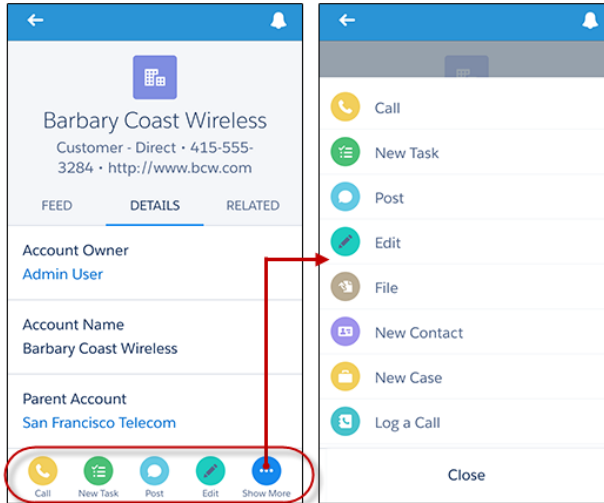 Barbary Coast Wireless
Customer - Direct • 415-555-
3284 • http://www.bcw.com
FEED DETAILS RELATED
Account Owner
Admin User
Account Name
Barbary Coast Wireless
Parent Account
San Francisco Telecom
Call New Task Post Edit Show More
Call
New Task
Post
Edit
File
New Contact
New Case
Log a Call
Close